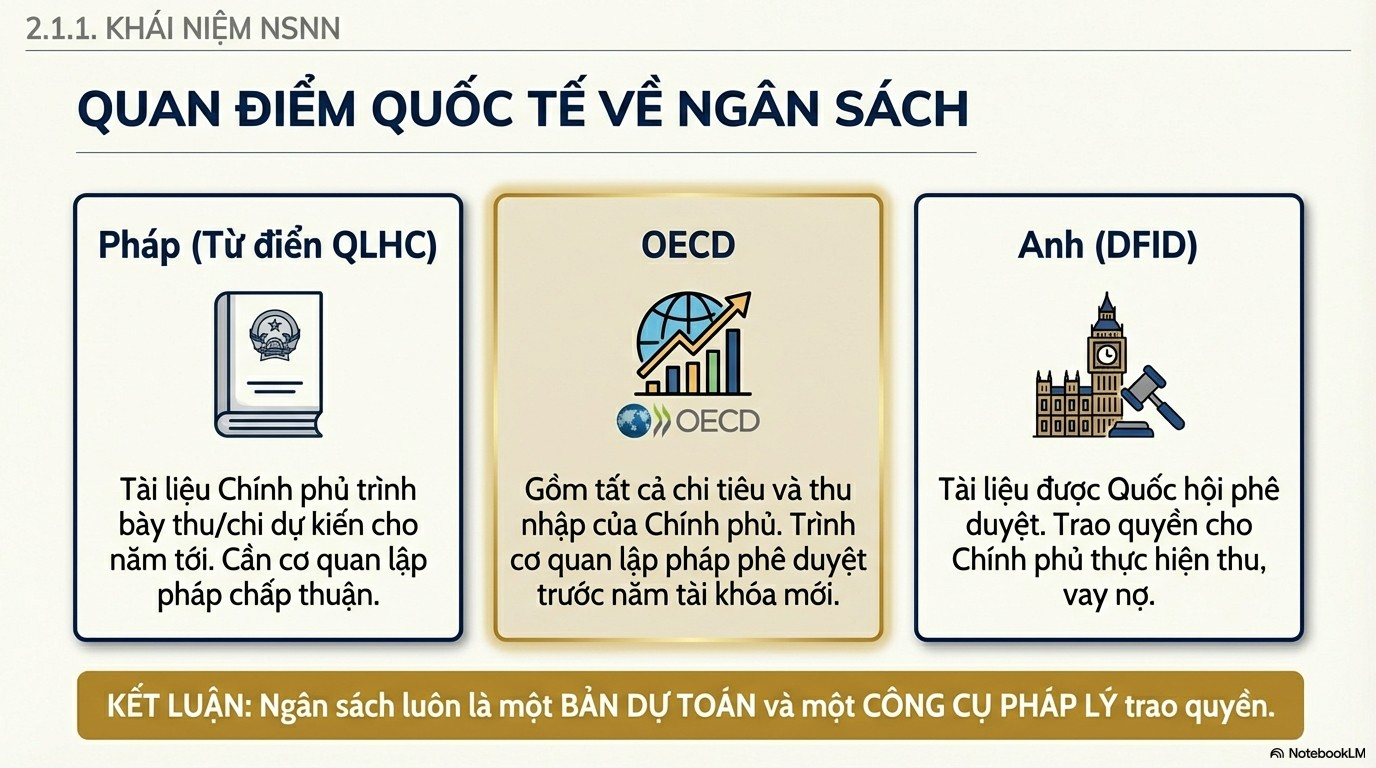 2.1.1. KHÁI NIỆM NSNN
QUAN ĐIỂM QUỐC TẾ VỀ NGÂN SÁCH
Pháp (Từ điển QLHC)
Tài liệu Chính phủ trình
bày thu/chi dự kiến cho
năm tới. Cần cơ quan lập
pháp chấp thuận.
OECD
OECD
Gồm tất cả chi tiêu và thu
nhập của Chính phủ. Trình
cơ quan lập pháp phê duyệt
trước năm tài khóa mới.
Anh (DFID)
Tài liệu được Quốc hội phê
duyệt. Trao quyền cho
Chính phủ thực hiện thu,
vay nợ.
KẾT LUẬN: Ngân sách luôn là một BẢN DỰ TOÁN và một CÔNG CỤ PHÁP LÝ trao quyền.
NotebookLM